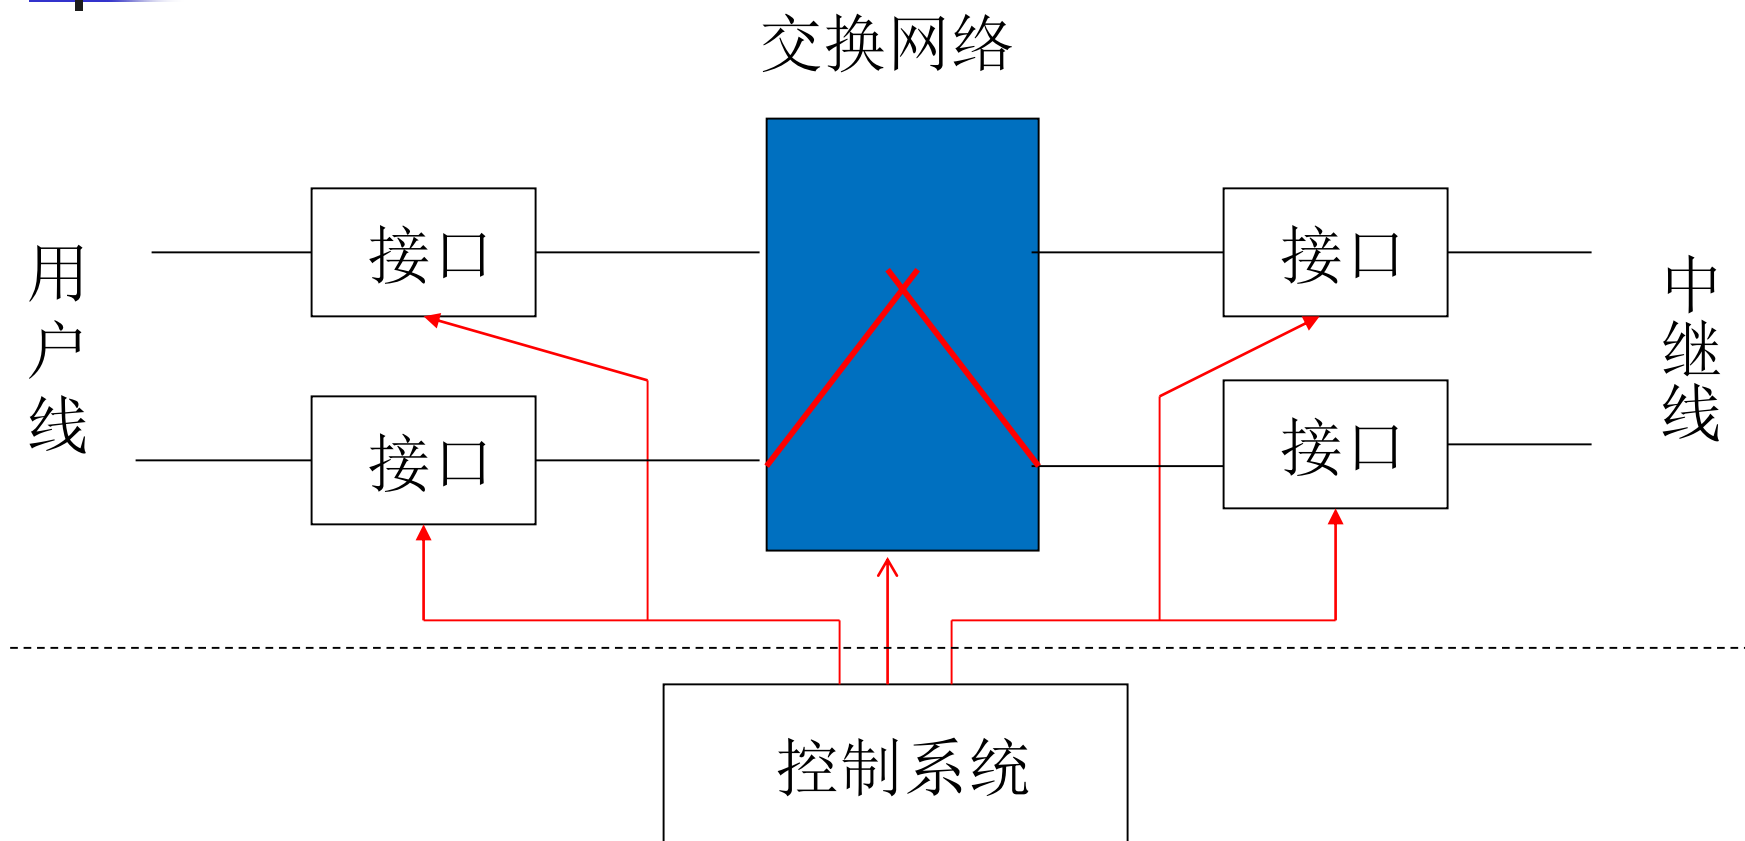 交换网络
接口
接口
用户线
中继线
接口
接口
控制系统